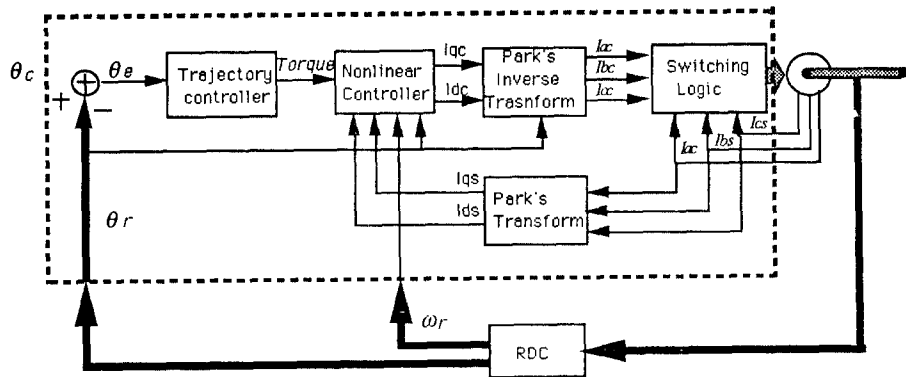 θc
θe
+
−
Trajectory
controller
Torque
Nonlinear
Controller
Iqc
Idc
Park's
Inverse
Trasnform
Iac
Ibc
Icc
Switching
Logic
Ics
Ibs
Iac
Iqs
Ids
Park's
Transform
θr
ωr
RDC